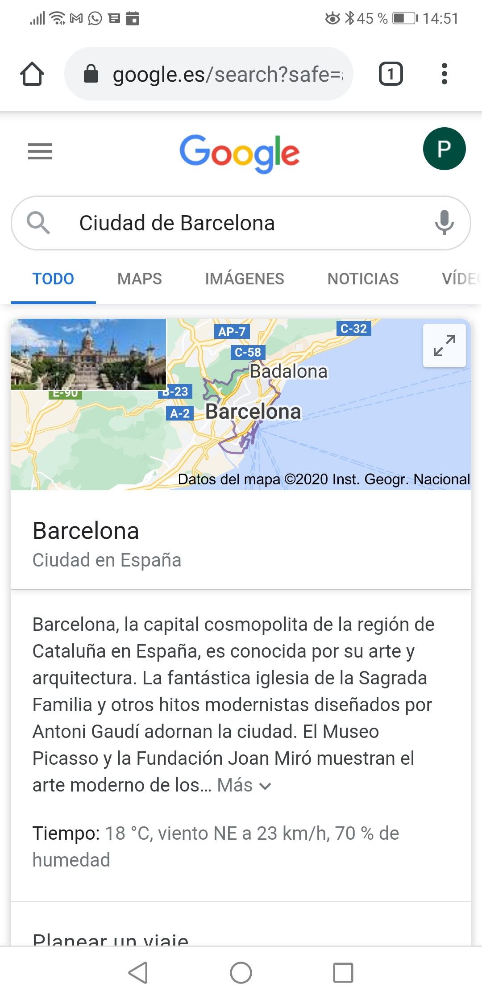 45 % 14:51
google.es/search?safe=
1
Google
P
Ciudad de Barcelona
TODO MAPS IMÁGENES NOTICIAS VÍDEO
AP-7
C-32
C-58
Badalona
E-90
B-23
A-2
Barcelona
Datos del mapa ©2020 Inst. Geogr. Nacional
Barcelona
Ciudad en España
Barcelona, la capital cosmopolita de la región de
Cataluña en España, es conocida por su arte y
arquitectura. La fantástica iglesia de la Sagrada
Familia y otros hitos modernistas diseñados por
Antoni Gaudí adornan la ciudad. El Museo
Picasso y la Fundación Joan Miró muestran el
arte moderno de los... Más
Tiempo: 18 °C, viento NE a 23 km/h, 70 % de
humedad
Planear un viaje